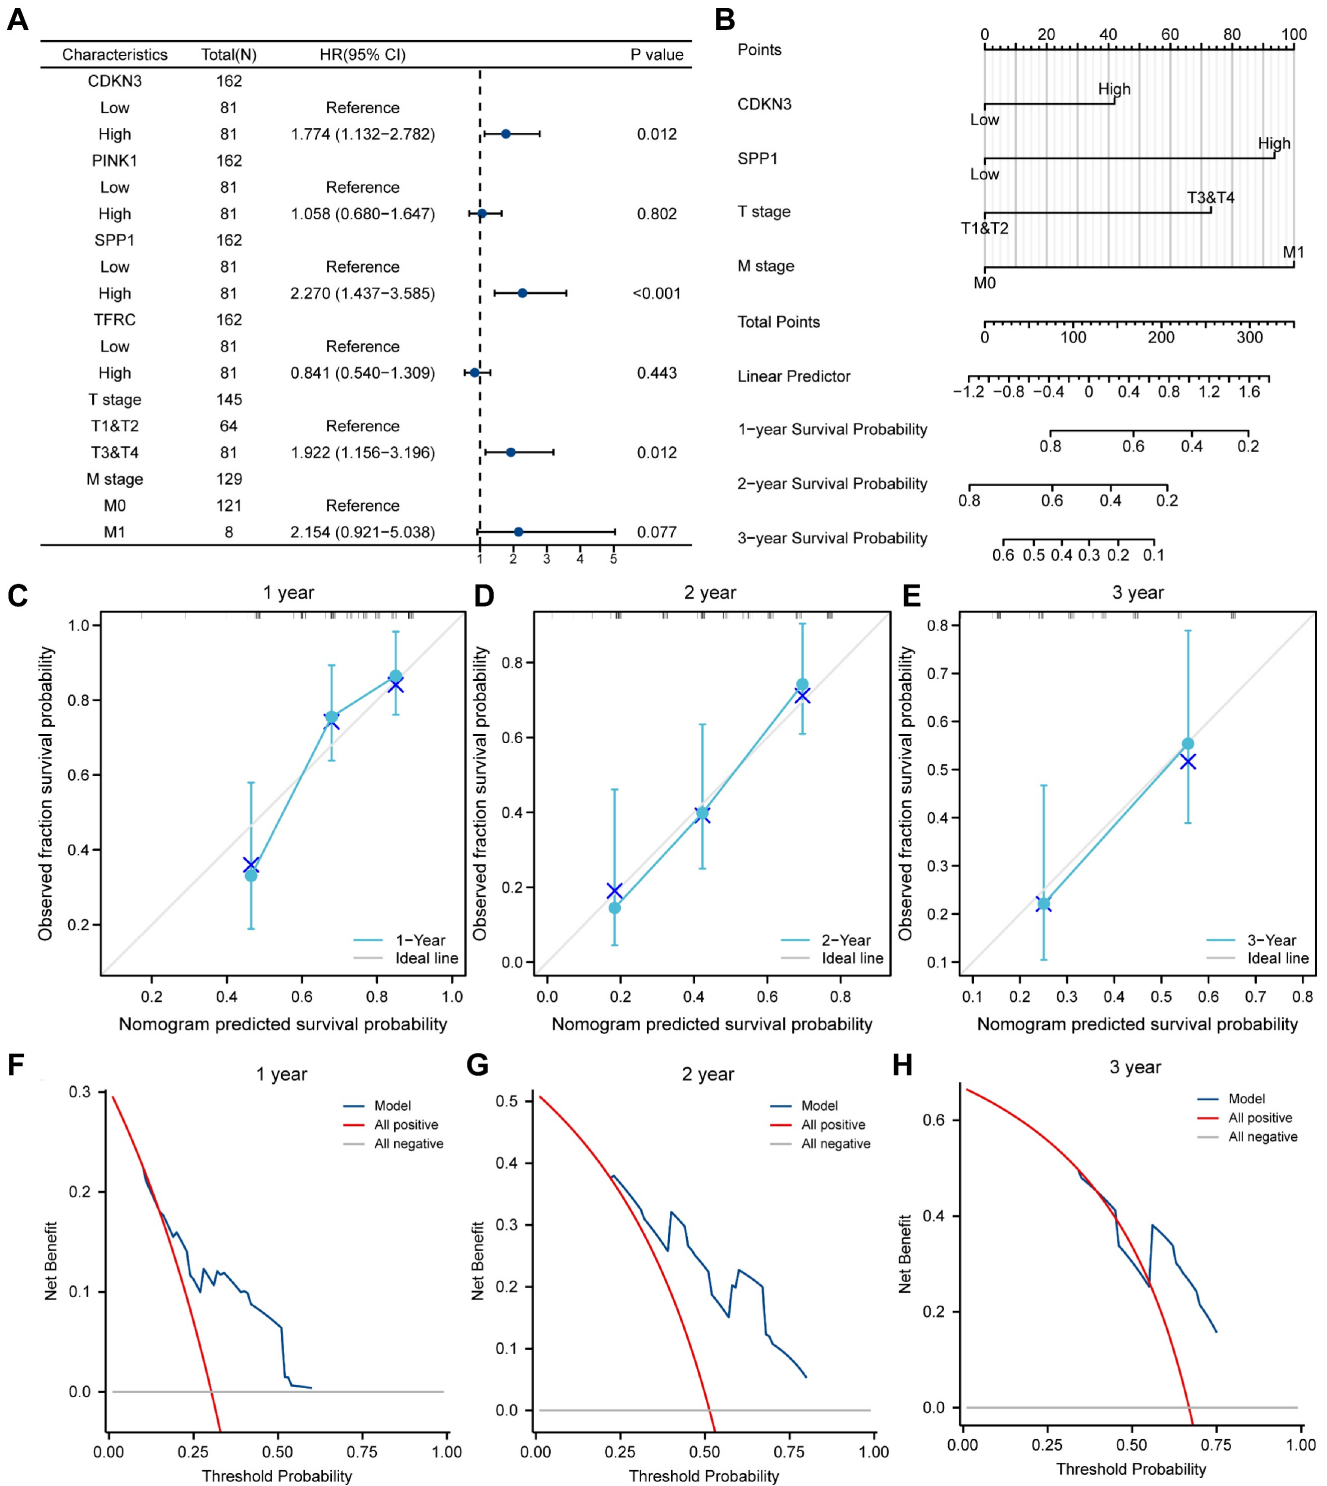 A
Characteristics Total(N) HR(95% CI) P value
CDKN3 162
Low 81 Reference
High 81 1.774 (1.132−2.782) 0.012
PINK1 162
Low 81 Reference
High 81 1.058 (0.680−1.647) 0.802
SPP1 162
Low 81 Reference
High 81 2.270 (1.437−3.585) <0.001
TFRC 162
Low 81 Reference
High 81 0.841 (0.540−1.309) 0.443
T stage 145
T1&T2 64 Reference
T3&T4 81 1.922 (1.156−3.196) 0.012
M stage 129
M0 121 Reference
M1 8 2.154 (0.921−5.038) 0.077
1 2 3 4 5
B
Points 0 20 40 60 80 100
CDKN3 Low High
SPP1 Low High
T stage T1&T2 T3&T4
M stage M0 M1
Total Points 0 100 200 300
Linear Predictor −1.2 −0.8 −0.4 0 0.4 0.8 1.2 1.6
1−year Survival Probability 0.8 0.6 0.4 0.2
2−year Survival Probability 0.8 0.6 0.4 0.2
3−year Survival Probability 0.6 0.5 0.4 0.3 0.2 0.1
C
1 year
Observed fraction survival probability
1.0
0.8
0.6
0.4
0.2
1−Year
Ideal line
0.2 0.4 0.6 0.8 1.0
Nomogram predicted survival probability
D
2 year
Observed fraction survival probability
0.8
0.6
0.4
0.2
0.0
2−Year
Ideal line
0.0 0.2 0.4 0.6 0.8
Nomogram predicted survival probability
E
3 year
Observed fraction survival probability
0.8
0.7
0.6
0.5
0.4
0.3
0.2
0.1
3−Year
Ideal line
0.1 0.2 0.3 0.4 0.5 0.6 0.7 0.8
Nomogram predicted survival probability
F
1 year
Net Benefit
0.3
0.2
0.1
0.0
Model
All positive
All negative
0.00 0.25 0.50 0.75 1.00
Threshold Probability
G
2 year
Net Benefit
0.5
0.4
0.3
0.2
0.1
0.0
Model
All positive
All negative
0.00 0.25 0.50 0.75 1.00
Threshold Probability
H
3 year
Net Benefit
0.6
0.4
0.2
0.0
Model
All positive
All negative
0.00 0.25 0.50 0.75 1.00
Threshold Probability